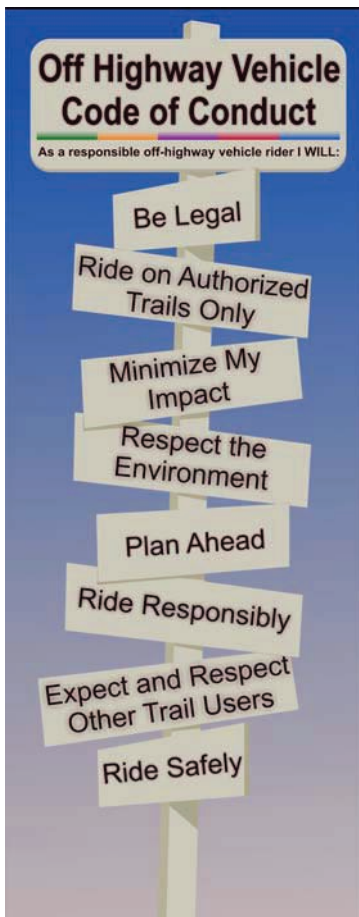 Off Highway Vehicle
Code of Conduct
As a responsible off-highway vehicle rider I WILL:
Be Legal
Ride on Authorized
Trails Only
Minimize My
Impact
Respect the
Environment
Plan Ahead
Ride Responsibly
Expect and Respect
Other Trail Users
Ride Safely